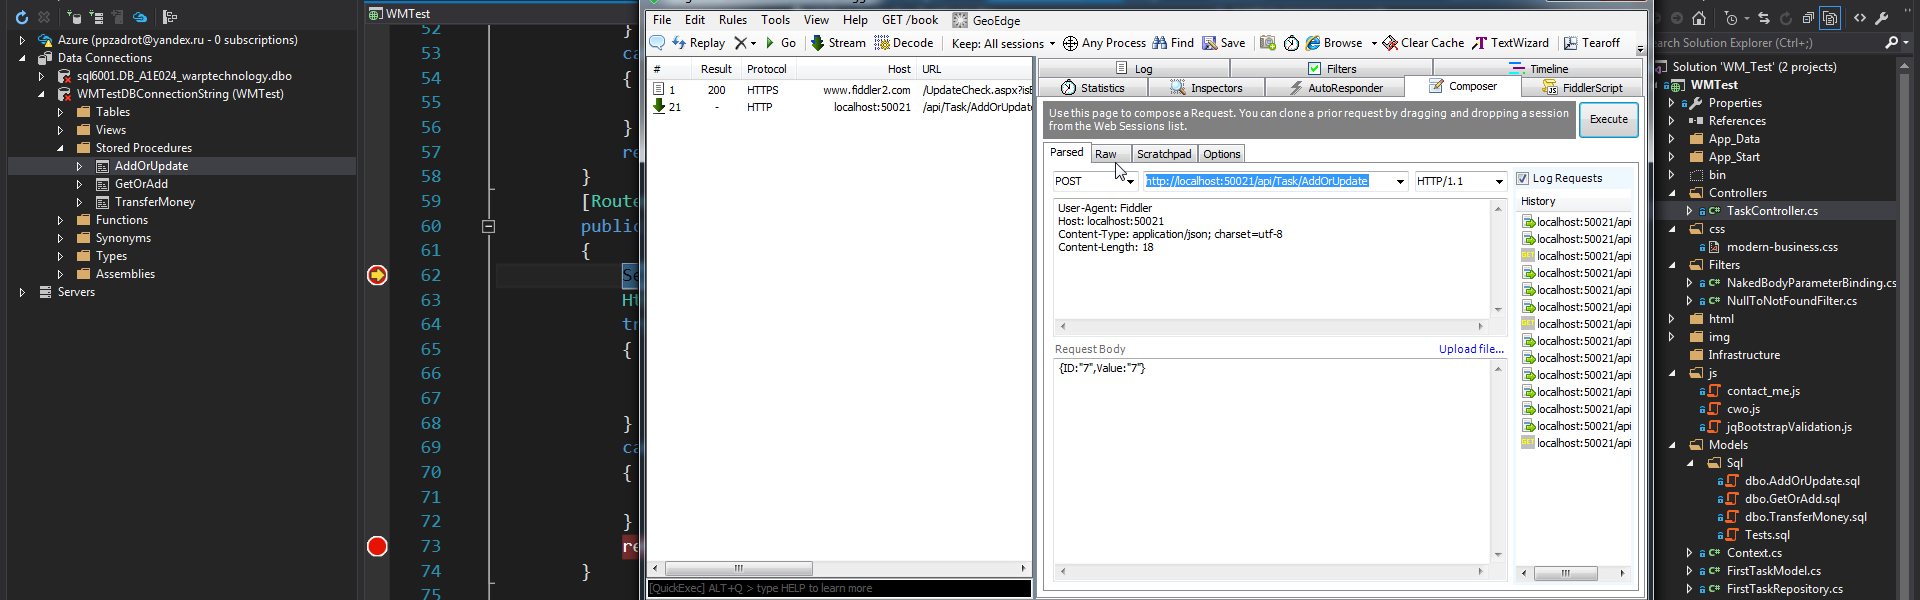 Azure (ppzadrot@yandex.ru - 0 subscriptions)
Data Connections
sql6001.DB_A1E024_warptechnology.dbo
WMTestDBConnectionString (WMTest)
Tables
Views
Stored Procedures
AddOrUpdate
GetOrAdd
TransferMoney
Functions
Synonyms
Types
Assemblies
Servers
WMTest
52 }
53 ca
54 {
55
56 }
57 re
58 }
59 [Route
60 public
61 {
62 Se
63 Ht
64 tr
65 {
66
67
68 }
69 ca
70 {
71
72 }
73 re
74 }
75
File Edit Rules Tools View Help GET /book GeoEdge
Replay Go Stream Decode Keep: All sessions Any Process Find Save Browse Clear Cache TextWizard Tearoff
# Result Protocol Host URL
1 200 HTTPS www.fiddler2.com /UpdateCheck.aspx?isB
21 - HTTP localhost:50021 /api/Task/AddOrUpdate
[QuickExec] ALT+Q > type HELP to learn more
Log Filters Timeline
Statistics Inspectors AutoResponder Composer FiddlerScript
Use this page to compose a Request. You can clone a prior request by dragging and dropping a session
from the Web Sessions list.
Execute
Parsed Raw Scratchpad Options
POST http://localhost:50021/api/Task/AddOrUpdate HTTP/1.1
User-Agent: Fiddler
Host: localhost:50021
Content-Type: application/json; charset=utf-8
Content-Length: 18
Request Body Upload file...
{ID:"7",Value:"7"}
Log Requests
History
localhost:50021/api
localhost:50021/api
localhost:50021/api
localhost:50021/api
localhost:50021/api
localhost:50021/api
localhost:50021/api
localhost:50021/api
localhost:50021/api
localhost:50021/api
localhost:50021/api
localhost:50021/api
localhost:50021/api
localhost:50021/api
earch Solution Explorer (Ctrl+;)
Solution 'WM_Test' (2 projects)
WMTest
Properties
References
App_Data
App_Start
bin
Controllers
TaskController.cs
css
modern-business.css
Filters
NakedBodyParameterBinding.cs
NullToNotFoundFilter.cs
html
img
Infrastructure
js
contact_me.js
cwo.js
jqBootstrapValidation.js
Models
Sql
dbo.AddOrUpdate.sql
dbo.GetOrAdd.sql
dbo.TransferMoney.sql
Tests.sql
Context.cs
FirstTaskModel.cs
FirstTaskRepository.cs